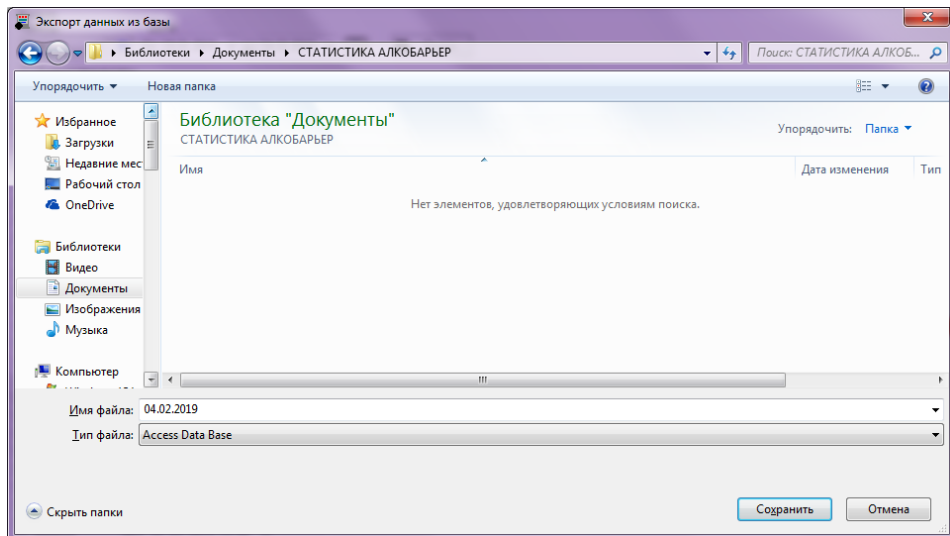 Экспорт данных из базы
Библиотеки Документы СТАТИСТИКА АЛКОБАРЬЕР
Поиск: СТАТИСТИКА АЛКОБ...
Упорядочить Новая папка
Избранное
Загрузки
Недавние мес
Рабочий стол
OneDrive
Библиотеки
Видео
Документы
Изображения
Музыка
Компьютер
Библиотека "Документы"
СТАТИСТИКА АЛКОБАРЬЕР
Упорядочить: Папка
Имя Дата изменения Тип
Нет элементов, удовлетворяющих условиям поиска.
Имя файла: 04.02.2019
Тип файла: Access Data Base
Скрыть папки
Сохранить Отмена